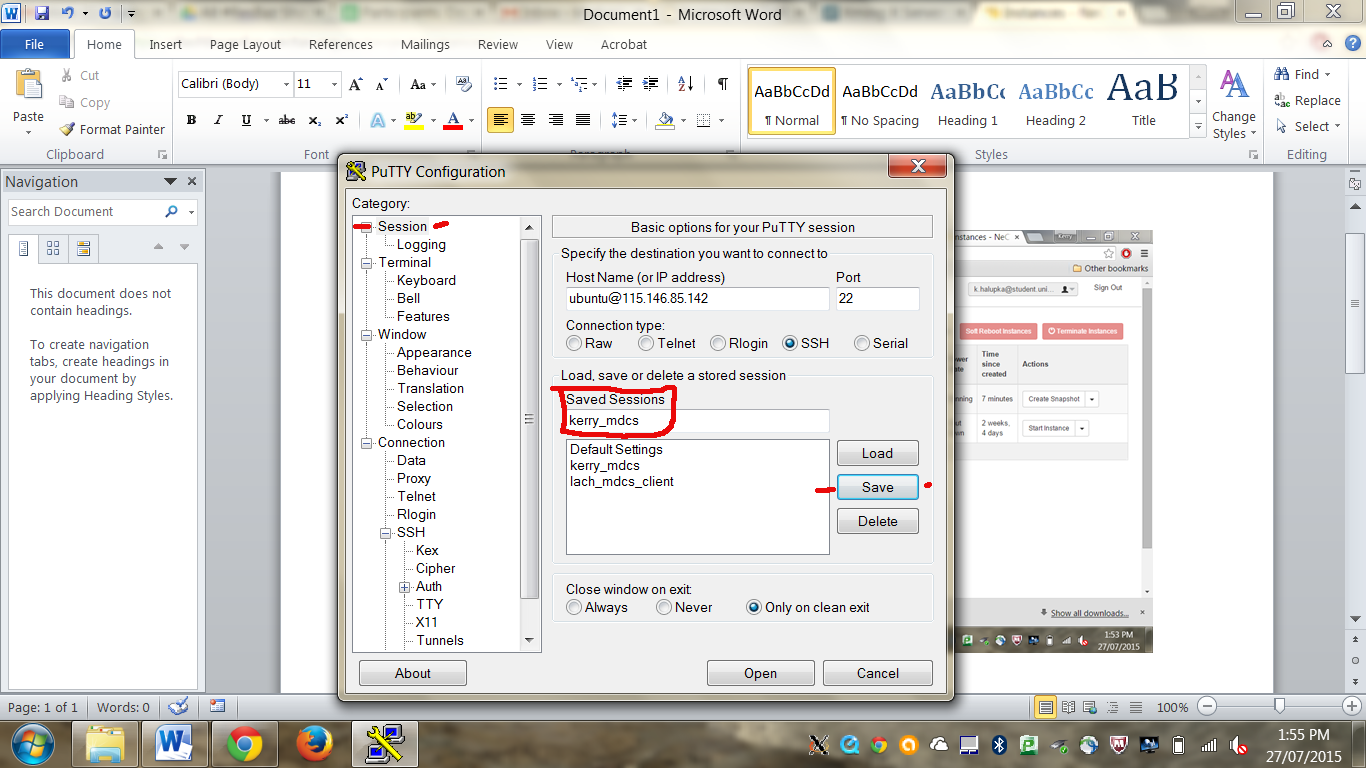 Document1 - Microsoft Word
File Home Insert Page Layout References Mailings Review View Acrobat
Paste
Cut
Copy
Format Painter
Clipboard
Calibri (Body) 11
Font
Paragraph
AaBbCcDd AaBbCcDd AaBbCc AaBbCc AaB
¶ Normal ¶ No Spacing Heading 1 Heading 2 Title
Change
Styles
Styles
Find
Replace
Select
Editing
Navigation
Search Document
This document does not
contain headings.
To create navigation
tabs, create headings in
your document by
applying Heading Styles.
PuTTY Configuration
Category:
Session
Logging
Terminal
Keyboard
Bell
Features
Window
Appearance
Behaviour
Translation
Selection
Colours
Connection
Data
Proxy
Telnet
Rlogin
SSH
Kex
Cipher
Auth
TTY
X11
Tunnels
Basic options for your PuTTY session
Specify the destination you want to connect to
Host Name (or IP address) Port
ubuntu@115.146.85.142 22
Connection type:
Raw Telnet Rlogin SSH Serial
Load, save or delete a stored session
Saved Sessions
kerry_mdcs
Default Settings
kerry_mdcs
lach_mdcs_client
Load
Save
Delete
Close window on exit:
Always Never Only on clean exit
About Open Cancel
nstances - NeC Kerry
Other bookmarks
k.halupka@student.uni... Sign Out
Soft Reboot Instances Terminate Instances
Time
since
created
Actions
7 minutes Create Snapshot
2 weeks,
4 days
Start Instance
Show all downloads...
1:53 PM
27/07/2015
Page: 1 of 1 Words: 0 100%
1:55 PM
27/07/2015